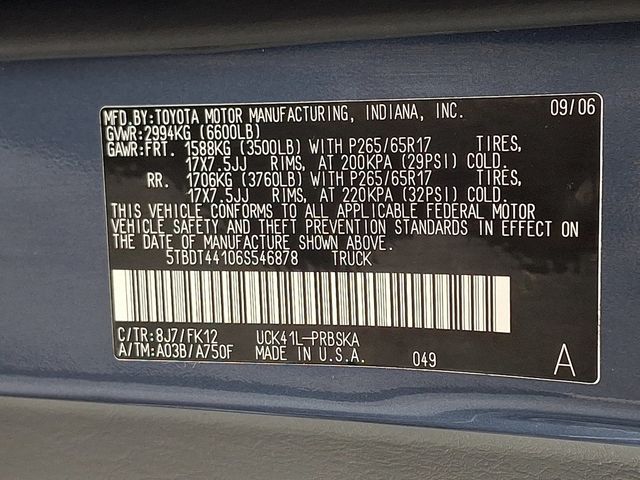 MFD.BY:TOYOTA MOTOR MANUFACTURING, INDIANA, INC. 09/06
GVWR:2994KG (6600LB)
GAWR:FRT. 1588KG (3500LB) WITH P265/65R17 TIRES,
17X7.5JJ RIMS, AT 200KPA (29PSI) COLD.
RR. 1706KG (3760LB) WITH P265/65R17 TIRES,
17X7.5JJ RIMS, AT 220KPA (32PSI) COLD.
THIS VEHICLE CONFORMS TO ALL APPLICABLE FEDERAL MOTOR
VEHICLE SAFETY AND THEFT PREVENTION STANDARDS IN EFFECT ON
THE DATE OF MANUFACTURE SHOWN ABOVE.
5TBDT44106S546878 TRUCK
C/TR:8J7/FK12 UCK41L-PRBSKA
A/TM:A03B/A750F MADE IN U.S.A. 049 A